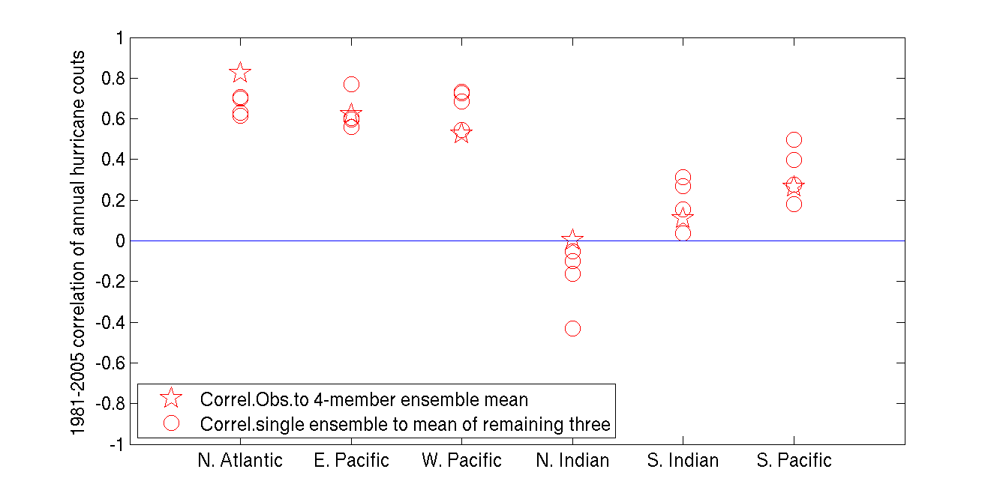 1
0.8
0.6
0.4
0.2
0
-0.2
-0.4
-0.6
-0.8
-1
1981-2005 correlation of annual hurricane couts
Correl.Obs.to 4-member ensemble mean
Correl.single ensemble to mean of remaining three
N. Atlantic E. Pacific W. Pacific N. Indian S. Indian S. Pacific